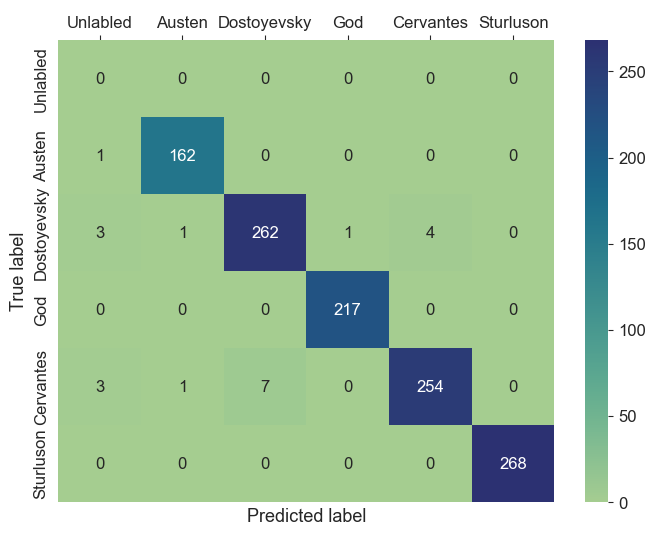 Unlabled Austen Dostoyevsky God Cervantes Sturluson
Unlabled 0 0 0 0 0 0
Austen 1 162 0 0 0 0
Dostoyevsky 3 1 262 1 4 0
God 0 0 0 217 0 0
Cervantes 3 1 7 0 254 0
Sturluson 0 0 0 0 0 268
True label
Predicted label
250
200
150
100
50
0